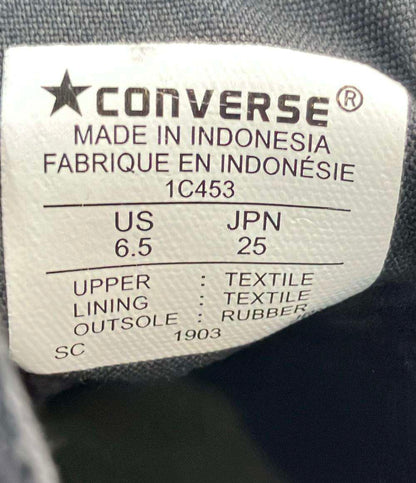 ★CONVERSE®
MADE IN INDONESIA
FABRIQUE EN INDONÉSIE
1C453
US JPN
6.5 25
UPPER : TEXTILE
LINING : TEXTILE
OUTSOLE : RUBBER
SC 1903